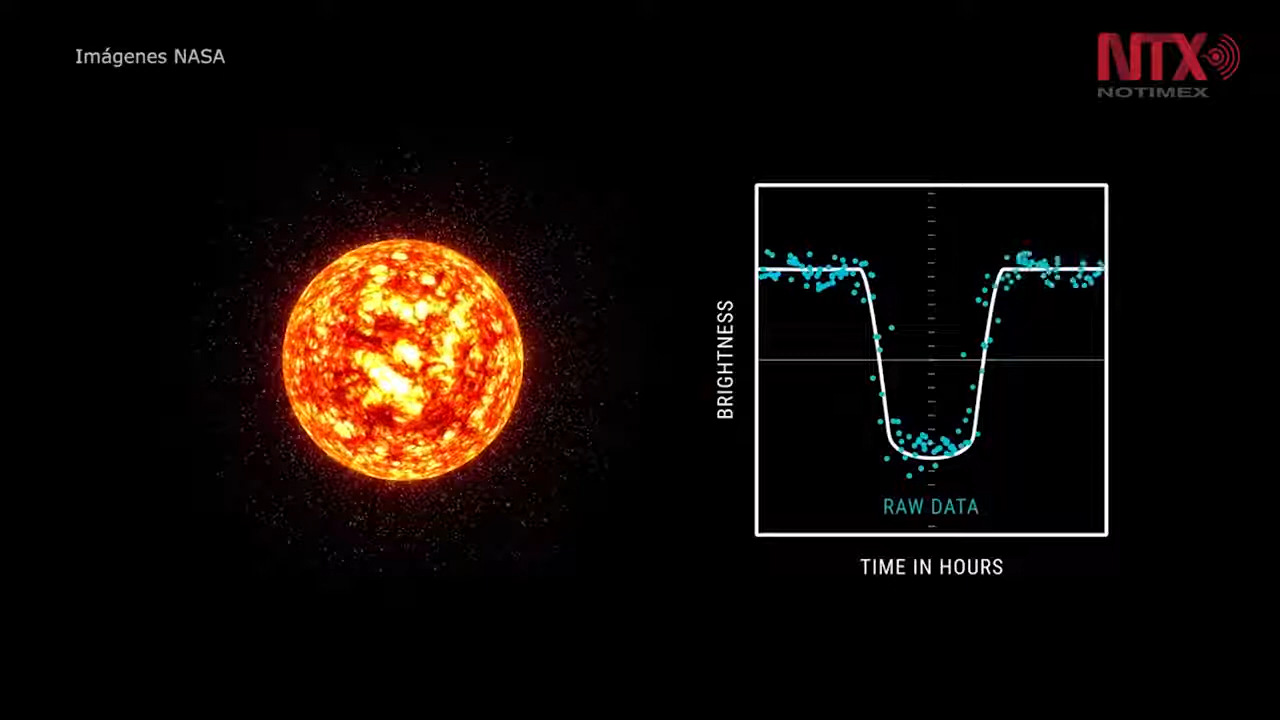 Imágenes NASA
NTX
NOTIMEX
BRIGHTNESS
RAW DATA
TIME IN HOURS